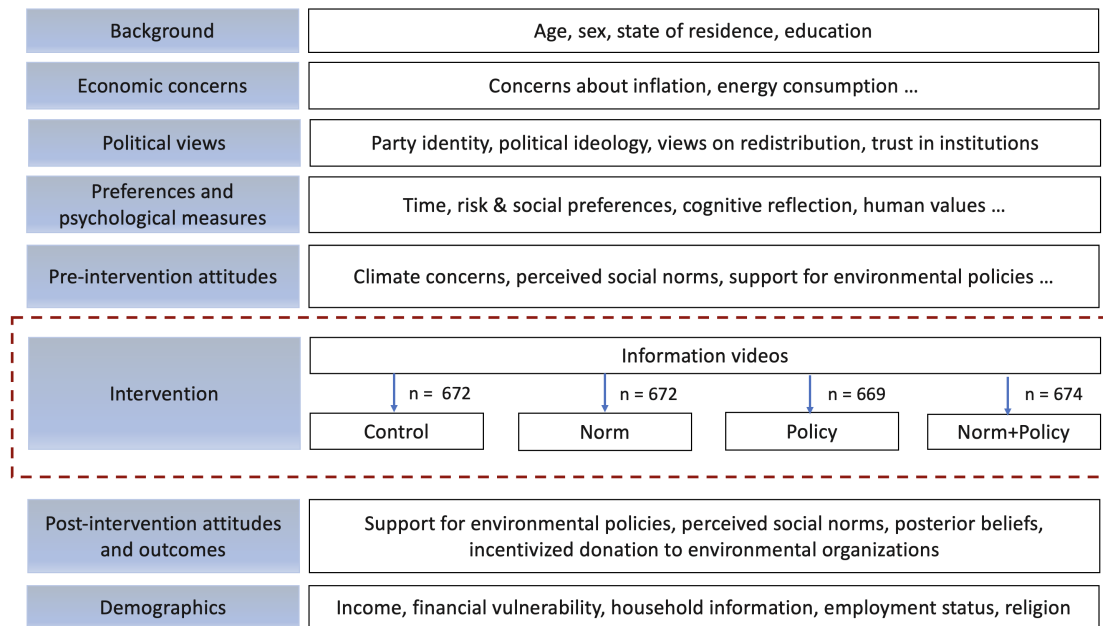 Background
Age, sex, state of residence, education
Economic concerns
Concerns about inflation, energy consumption ...
Political views
Party identity, political ideology, views on redistribution, trust in institutions
Preferences and
psychological measures
Time, risk & social preferences, cognitive reflection, human values ...
Pre-intervention attitudes
Climate concerns, perceived social norms, support for environmental policies ...
Intervention
Information videos
n = 672
n = 672
n = 669
n = 674
Control
Norm
Policy
Norm+Policy
Post-intervention attitudes
and outcomes
Support for environmental policies, perceived social norms, posterior beliefs,
incentivized donation to environmental organizations
Demographics
Income, financial vulnerability, household information, employment status, religion